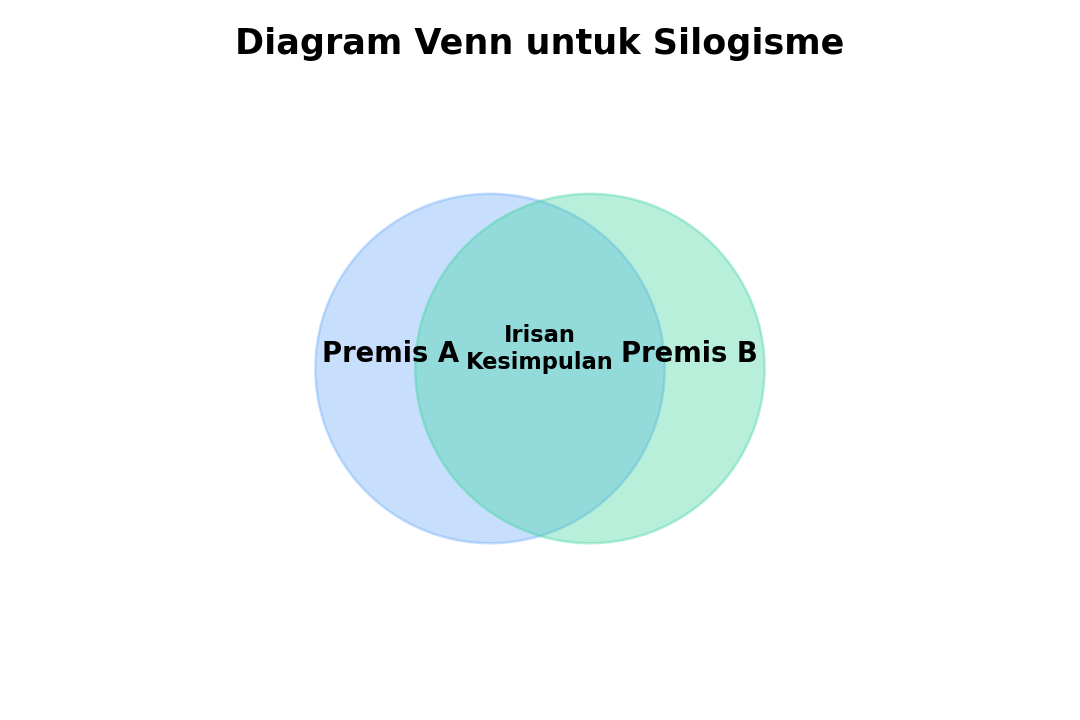 Diagram Venn untuk Silogisme
Premis A
Irisan
Kesimpulan
Premis B